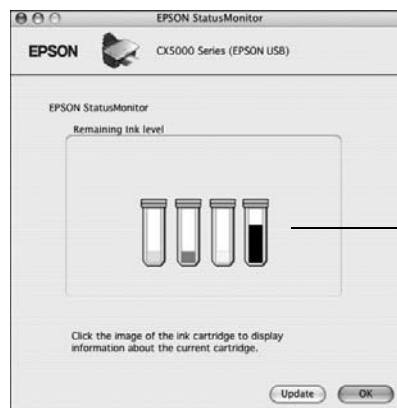 EPSON StatusMonitor
EPSON
CX5000 Series (EPSON USB)
EPSON StatusMonitor
Remaining Ink level
Click the image of the ink cartridge to display
information about the current cartridge.
Update
OK